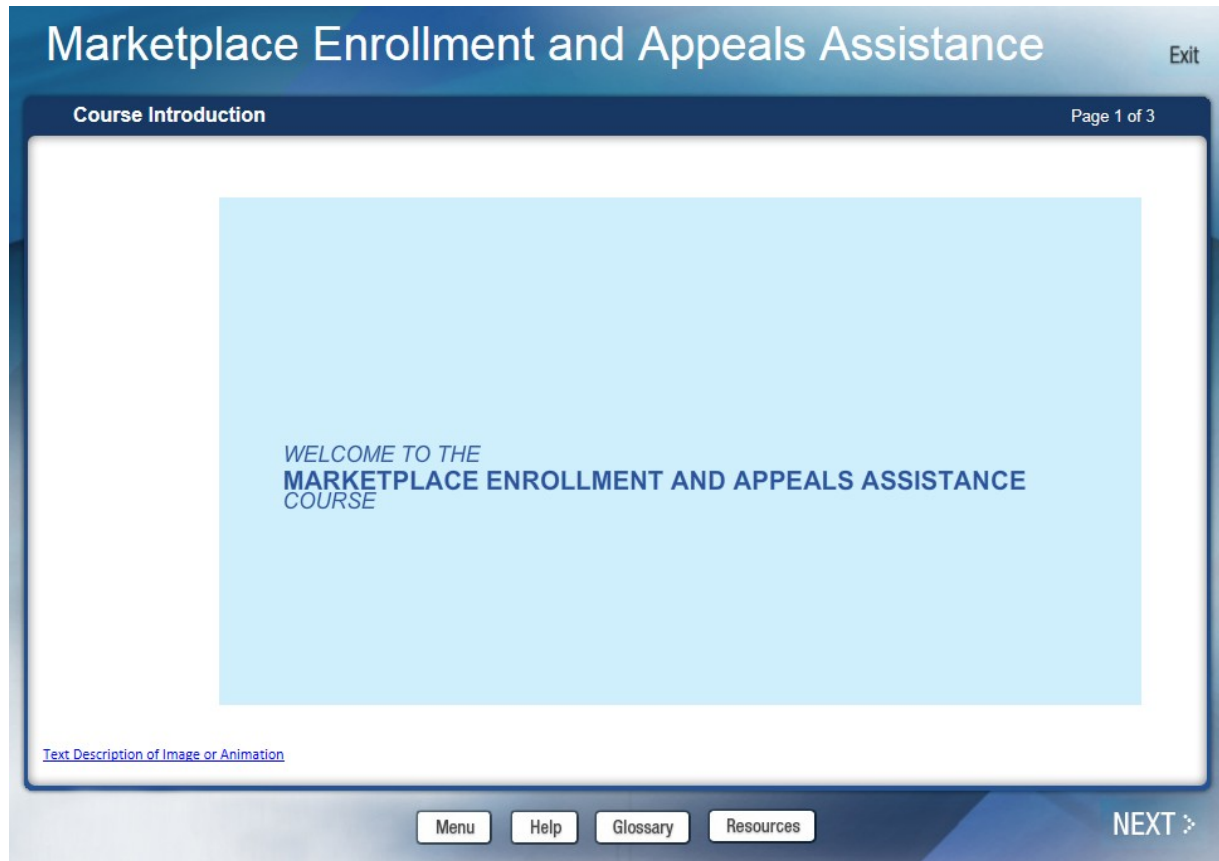 Marketplace Enrollment and Appeals Assistance
Exit
Course Introduction
Page 1 of 3
WELCOME TO THE
MARKETPLACE ENROLLMENT AND APPEALS ASSISTANCE
COURSE
Text Description of Image or Animation
Menu
Help
Glossary
Resources
NEXT >